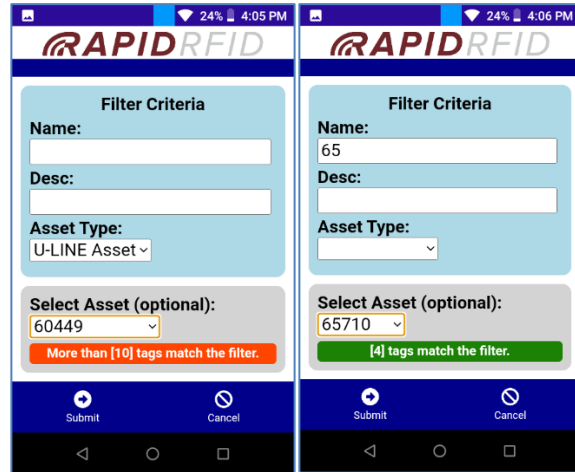 24% 4:05 PM
RAPIDRFID
Filter Criteria
Name:
Desc:
Asset Type:
U-LINE Asset
Select Asset (optional):
60449
More than [10] tags match the filter.
Submit Cancel
24% 4:06 PM
RAPIDRFID
Filter Criteria
Name:
65
Desc:
Asset Type:
Select Asset (optional):
65710
[4] tags match the filter.
Submit Cancel